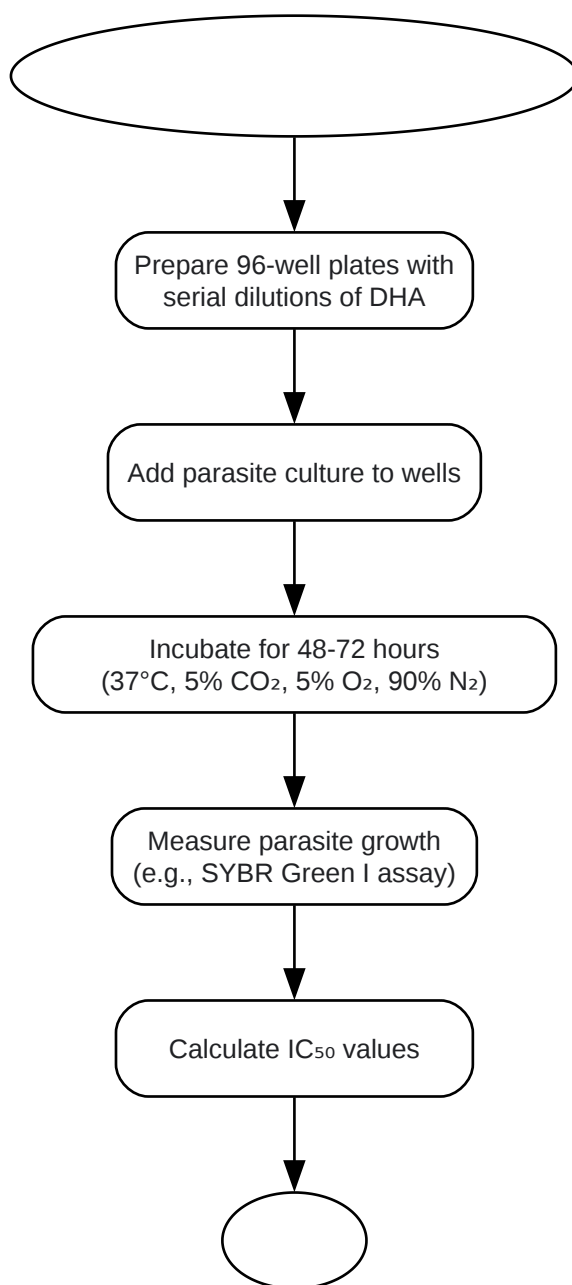 Prepare 96-well plates with
serial dilutions of DHA
Add parasite culture to wells
Incubate for 48-72 hours
(37°C, 5% CO₂, 5% O₂, 90% N₂)
Measure parasite growth
(e.g., SYBR Green I assay)
Calculate IC₅₀ values